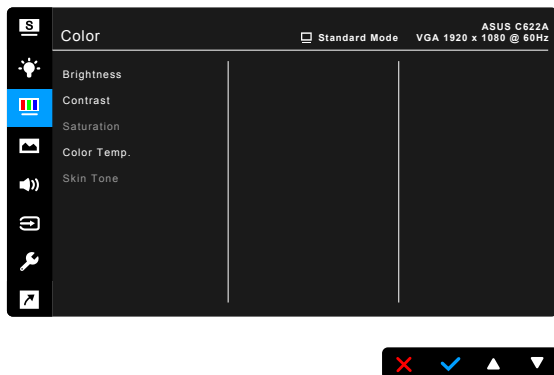 S
Color
Standard Mode
ASUS C622A
VGA 1920 x 1080 @ 60Hz
Brightness
Contrast
Saturation
Color Temp.
Skin Tone